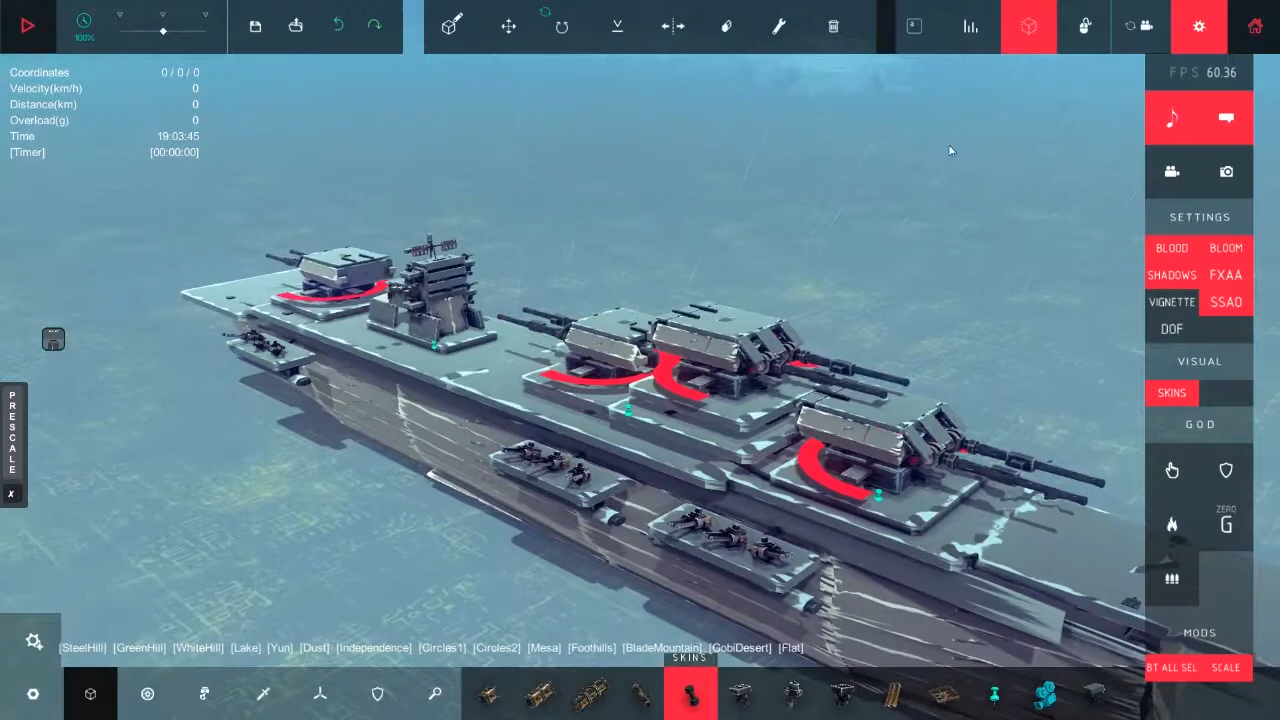 100%
Coordinates 0 / 0 / 0
Velocity(km/h) 0
Distance(km) 0
Overload(g) 0
Time 19:03:45
[Timer] [00:00:00]
FPS 60.36
SETTINGS
BLOOD BLOOM
SHADOWS FXAA
VIGNETTE SSAO
DOF
VISUAL
SKINS
GOD
ZERO
G
MODS
BT ALL SEL SCALE
PRESCALE
X
[SteelHill] [GreenHill] [WhiteHill] [Lake] [Yun] [Dust] [Independence] [Circles1] [Circles2] [Mesa] [Foothills] [BladeMountain] [GobiDesert] [Flat]
SKINS